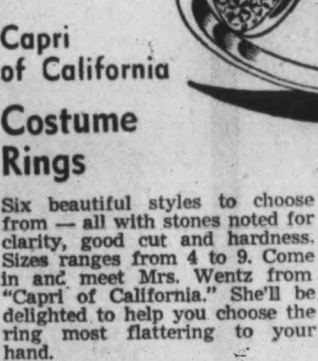 Capri
of California
Costume
Rings
Six beautiful styles to choose
from — all with stones noted for
clarity, good cut and hardness.
Sizes ranges from 4 to 9. Come
in and meet Mrs. Wentz from
“Capri of California.” She’ll be
delighted to help you choose the
ring most flattering to your
hand.